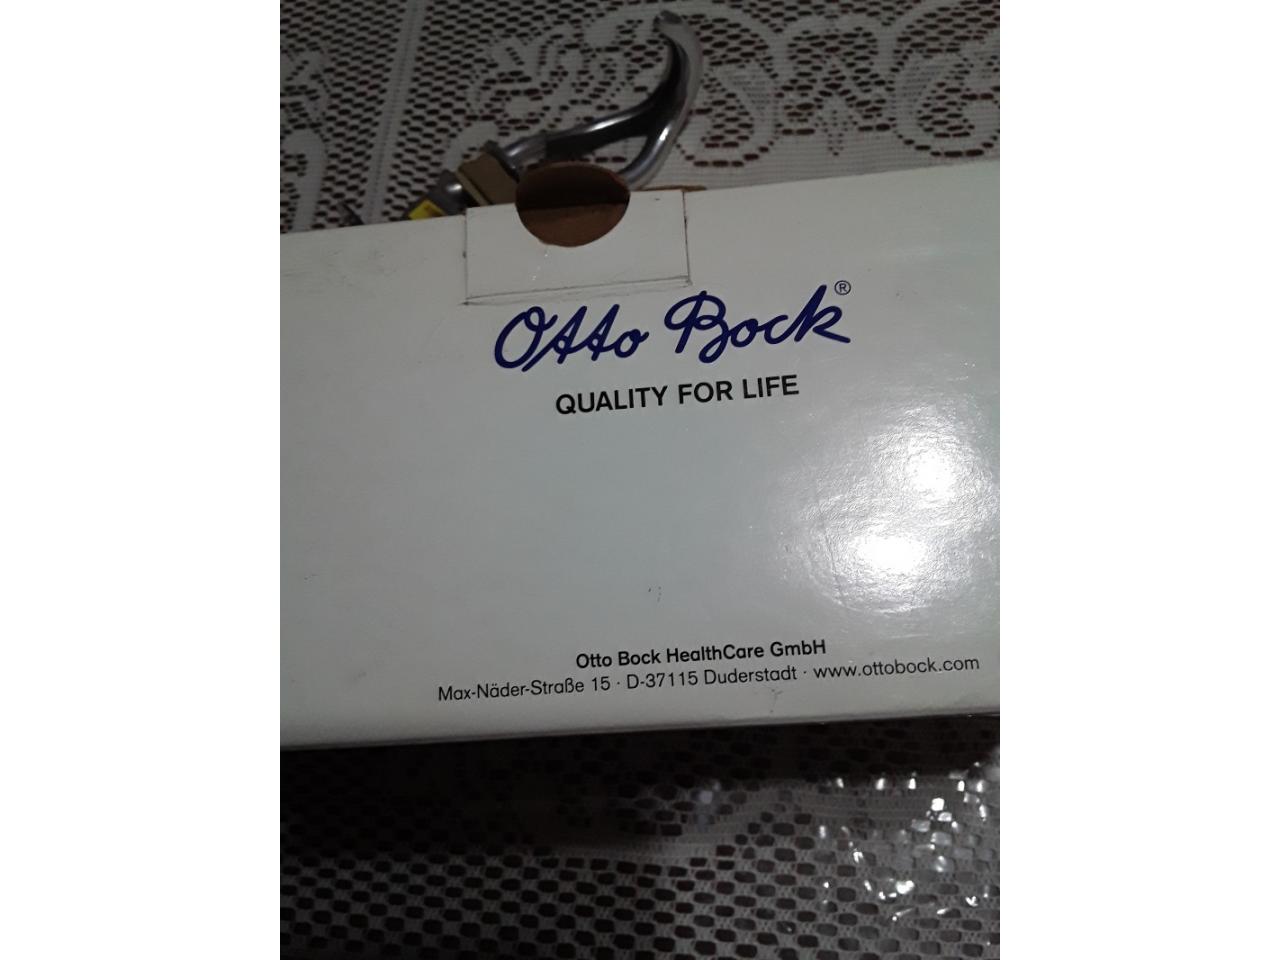 Otto Bock®
QUALITY FOR LIFE
Otto Bock HealthCare GmbH
Max-Näder-Straße 15 · D-37115 Duderstadt · www.ottobock.com